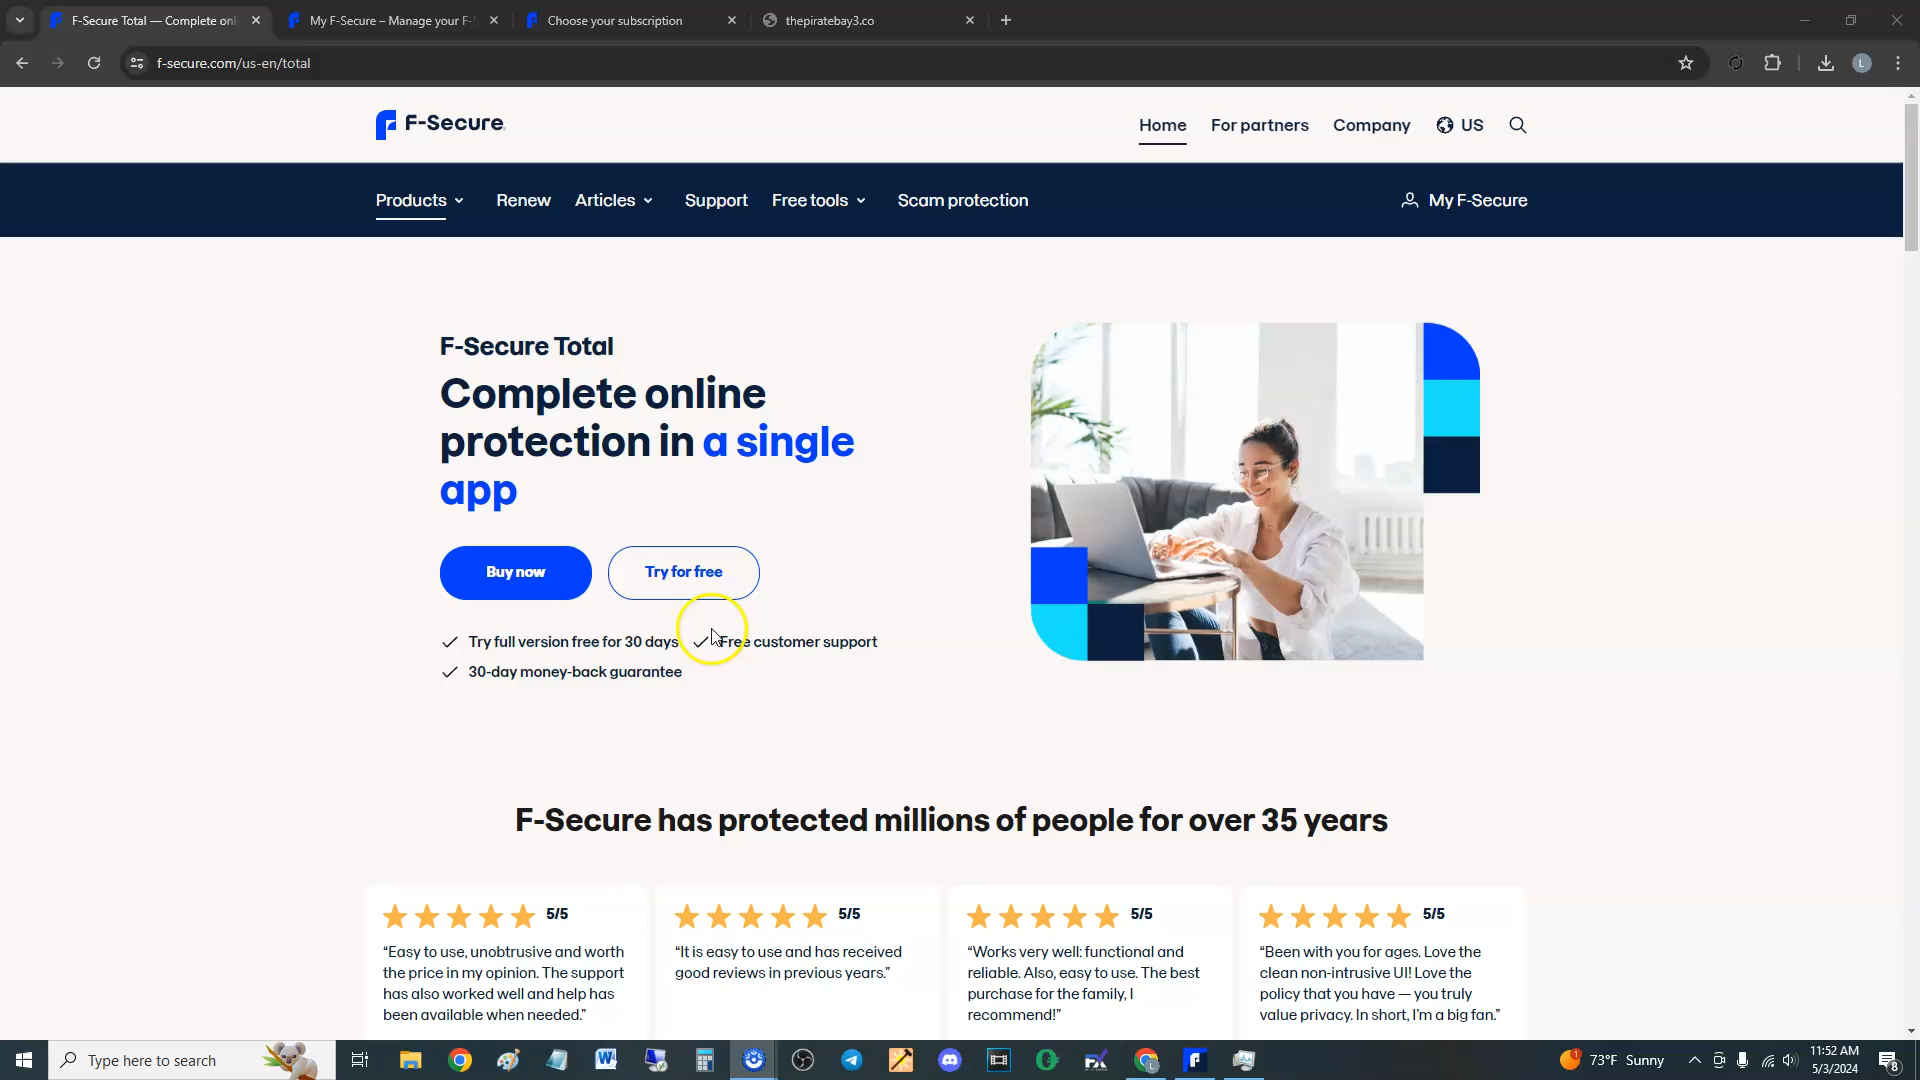 F-Secure Total — Complete onl
My F-Secure – Manage your F-S
Choose your subscription
thepiratebay3.co
f-secure.com/us-en/total
L
F-Secure
Home
For partners
Company
US
Products
Renew
Articles
Support
Free tools
Scam protection
My F-Secure
F-Secure Total
Complete online
protection in a single
app
Buy now
Try for free
Try full version free for 30 days
Free customer support
30-day money-back guarantee
F-Secure has protected millions of people for over 35 years
5/5
“Easy to use, unobtrusive and worth
the price in my opinion. The support
has also worked well and help has
been available when needed.”
5/5
“It is easy to use and has received
good reviews in previous years.”
5/5
“Works very well: functional and
reliable. Also, easy to use. The best
purchase for the family, I
recommend!”
5/5
“Been with you for ages. Love the
clean non-intrusive UI! Love the
policy that you have — you truly
value privacy. In short, I’m a big fan.”
Type here to search
1
73°F Sunny
11:52 AM
5/3/2024
8